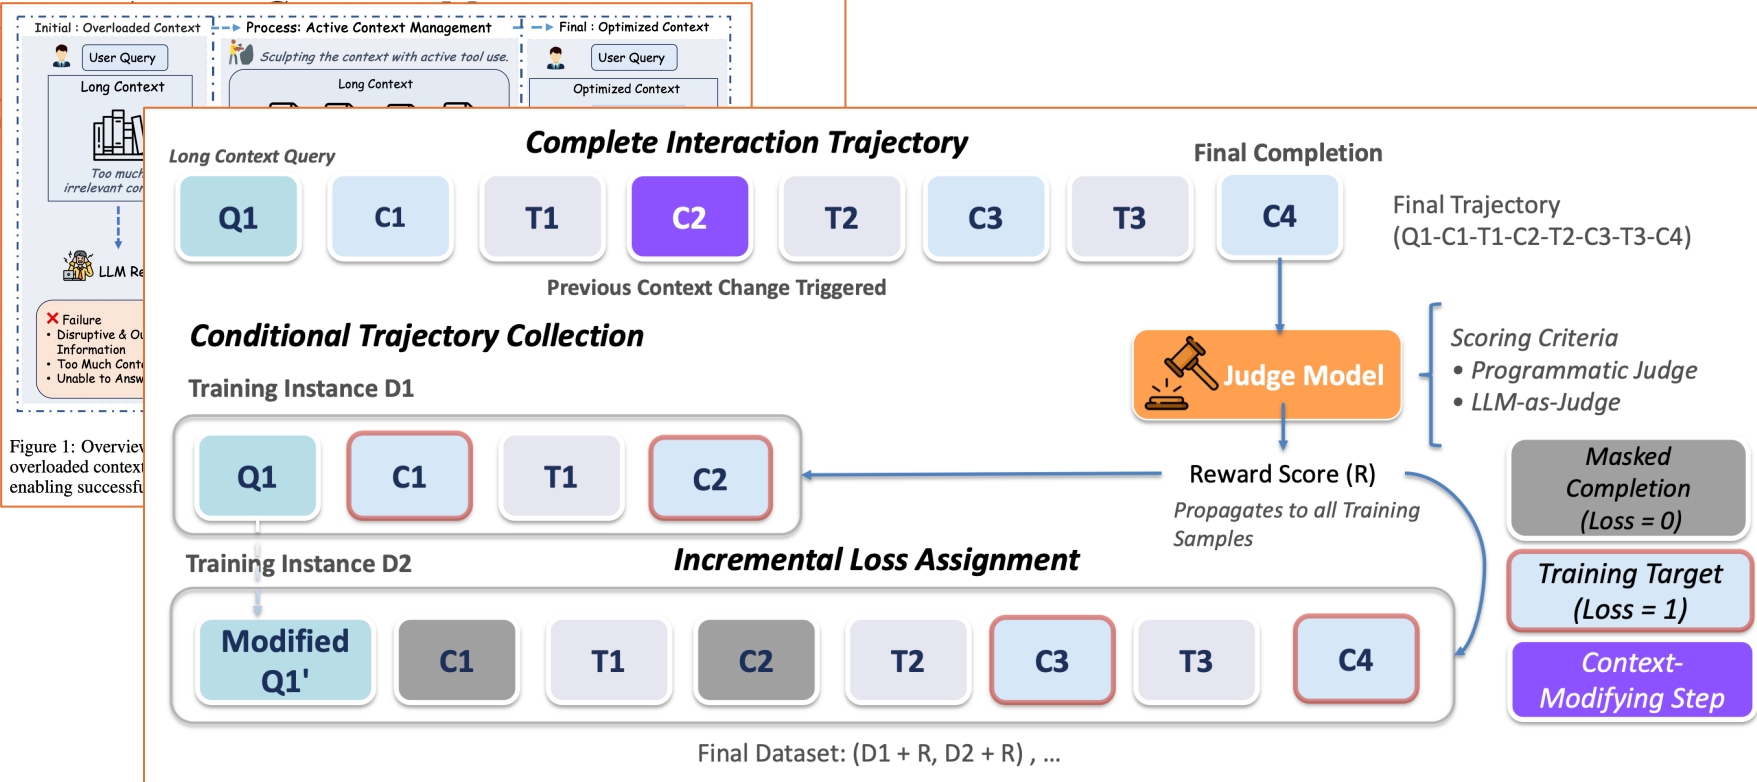 Initial : Overloaded Context
Process: Active Context Management
Final : Optimized Context
User Query
Sculpting the context with active tool use.
User Query
Long Context
Long Context
Optimized Context
Too much
irrelevant
LLM
Failure
• Disruptive &
Information
• Too Much
• Unable to
Figure 1:
overloaded
enabling
Complete Interaction Trajectory
Long Context Query
Final Completion
Q1
C1
T1
C2
T2
C3
T3
C4
Final Trajectory
(Q1-C1-T1-C2-T2-C3-T3-C4)
Previous Context Change Triggered
Conditional Trajectory Collection
Judge Model
Scoring Criteria
• Programmatic Judge
• LLM-as-Judge
Training Instance D1
Q1
C1
T1
C2
Reward Score (R)
Propagates to all Training
Samples
Masked
Completion
(Loss = 0)
Training Instance D2
Incremental Loss Assignment
Training Target
(Loss = 1)
Modified
Q1'
C1
T1
C2
T2
C3
T3
C4
Context-
Modifying Step
Final Dataset: (D1 + R, D2 + R) , ...